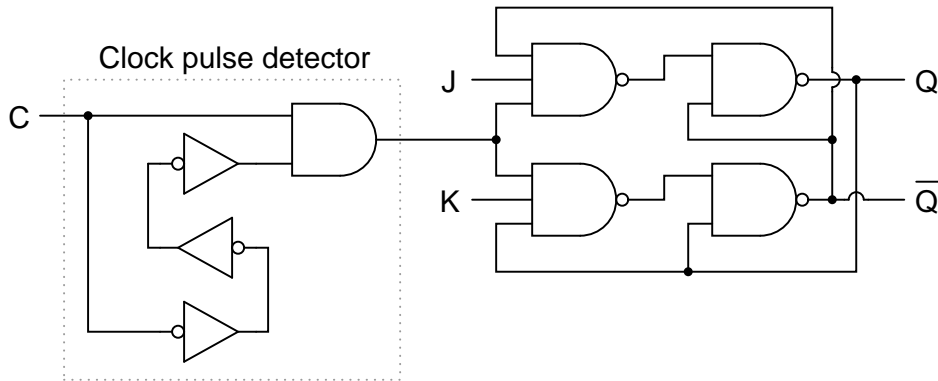 Clock pulse detector
J
Q
C
K
Q̅